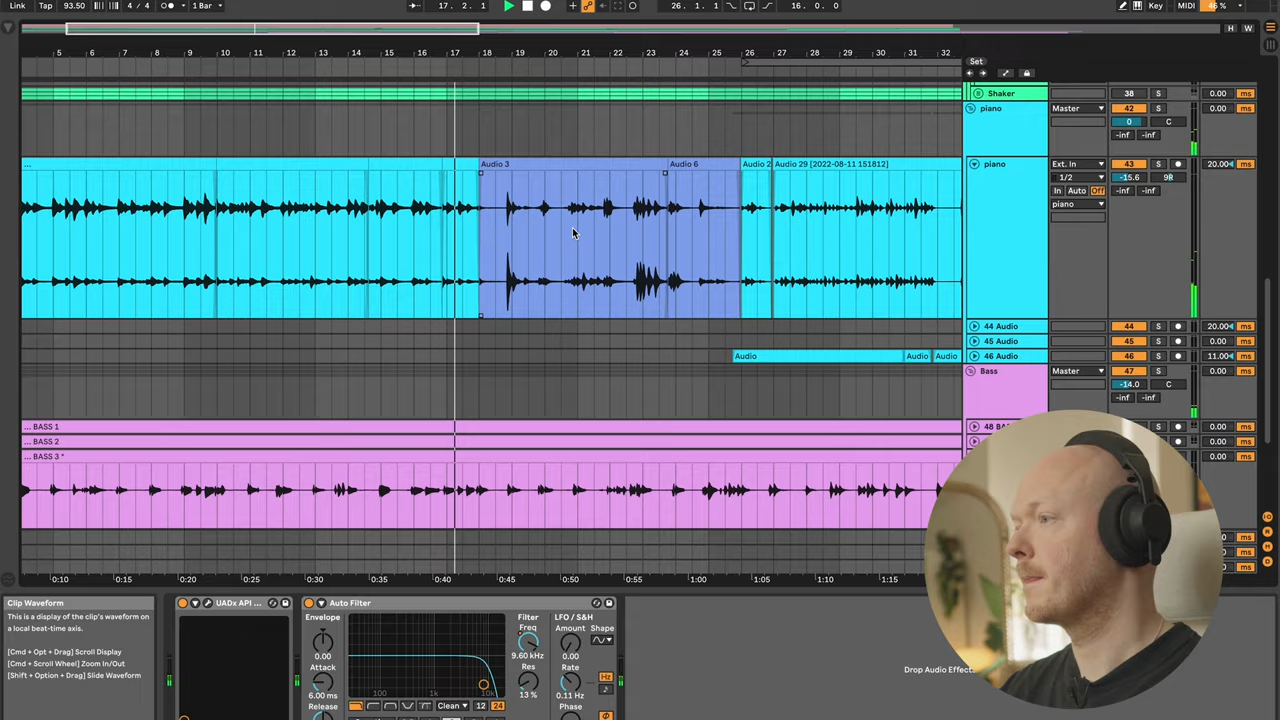 Link Tap 93.50 4 / 4 1 Bar 17. 2. 1 26. 1. 1 16. 0. 0 Key MIDI 46 %
H W
5 6 7 8 9 10 11 12 13 14 15 16 17 18 19 20 21 22 23 24 25 26 27 28 29 30 31 32
Set
Shaker 38 S 0.00 ms
piano Master 42 S 0.00 ms
0 C
-inf -inf
... Audio 3 Audio 6 Audio 2 Audio 29 [2022-08-11 151812] piano Ext. In 43 S 20.00 ms
1/2 -15.6 9R
In Auto Off -inf -inf
piano
44 Audio 44 S 20.00 ms
45 Audio 45 S 0.00 ms
Audio Audio Audio 46 Audio 46 S 11.00 ms
Bass Master 47 S 0.00 ms
-14.0 C
-inf -inf
... BASS 1 0.00 ms
... BASS 2 0.00 ms
... BASS 3 * 0.00 ms
0:10 0:15 0:20 0:25 0:30 0:35 0:40 0:45 0:50 0:55 1:00 1:05 1:10 1:15
Clip Waveform
This is a display of the clip's waveform on
a local beat-time axis.
[Cmd + Opt + Drag] Scroll Display
[Cmd + Scroll Wheel] Zoom In/Out
[Shift + Option + Drag] Slide Waveform
UADx API ...
Auto Filter
Envelope Filter LFO / S&H
Freq Amount Shape
0.00 9.60 kHz 0.00
Attack Res Rate
Hz
6.00 ms 100 1k 10k 13 % 0.11 Hz
Release Clean 12 24 Phase
Drop Audio Effec